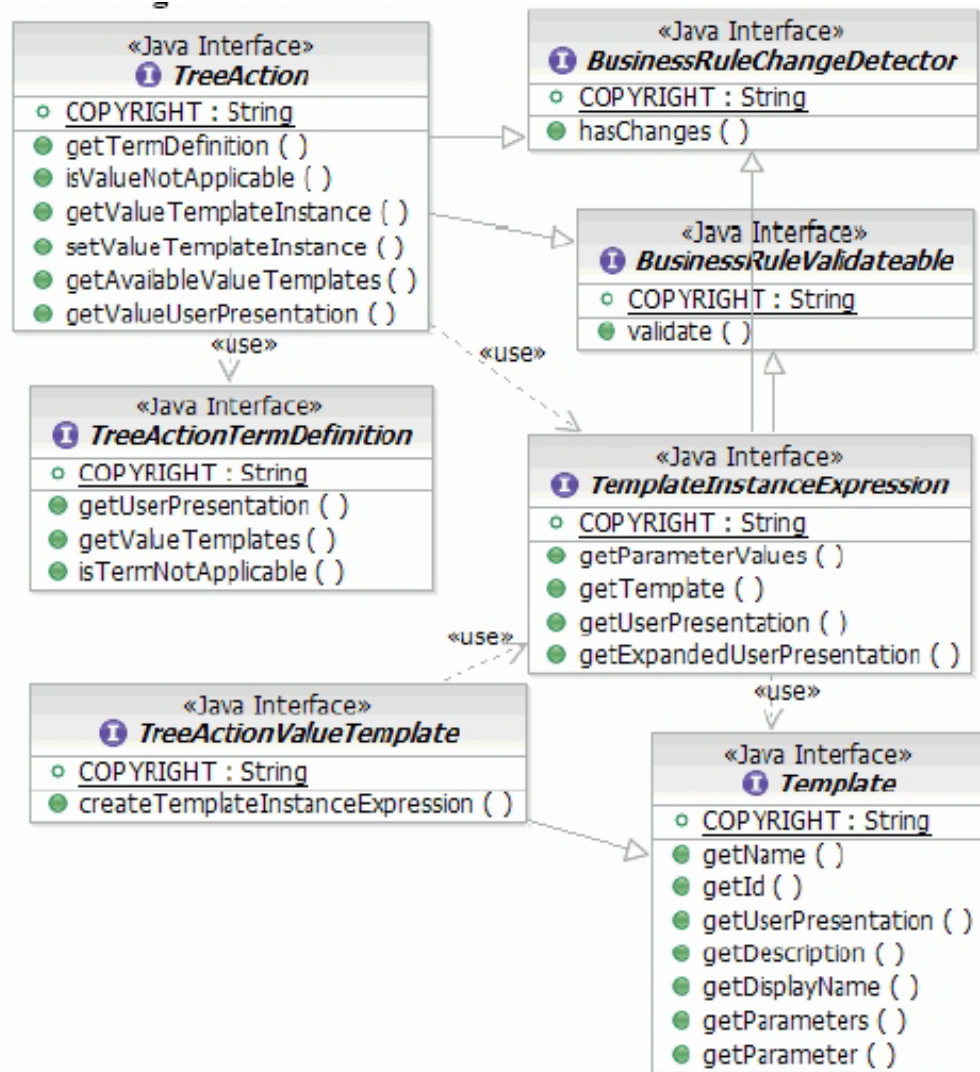 «Java Interface»
TreeAction
COPYRIGHT : String
getTermDefinition ( )
isValueNotApplicable ( )
getValueTemplateInstance ( )
setValueTemplateInstance ( )
getAvailableValueTemplates ( )
getValueUserPresentation ( )
«Java Interface»
BusinessRuleChangeDetector
COPYRIGHT : String
hasChanges ( )
«Java Interface»
BusinessRuleValidateable
COPYRIGHT : String
validate ( )
«use»
«use»
«Java Interface»
TreeActionTermDefinition
COPYRIGHT : String
getUserPresentation ( )
getValueTemplates ( )
isTermNotApplicable ( )
«Java Interface»
TemplateInstanceExpression
COPYRIGHT : String
getParameterValues ( )
getTemplate ( )
getUserPresentation ( )
getExpandedUserPresentation ( )
«use»
«use»
«Java Interface»
TreeActionValueTemplate
COPYRIGHT : String
createTemplateInstanceExpression ( )
«Java Interface»
Template
COPYRIGHT : String
getName ( )
getId ( )
getUserPresentation ( )
getDescription ( )
getDisplayName ( )
getParameters ( )
getParameter ( )